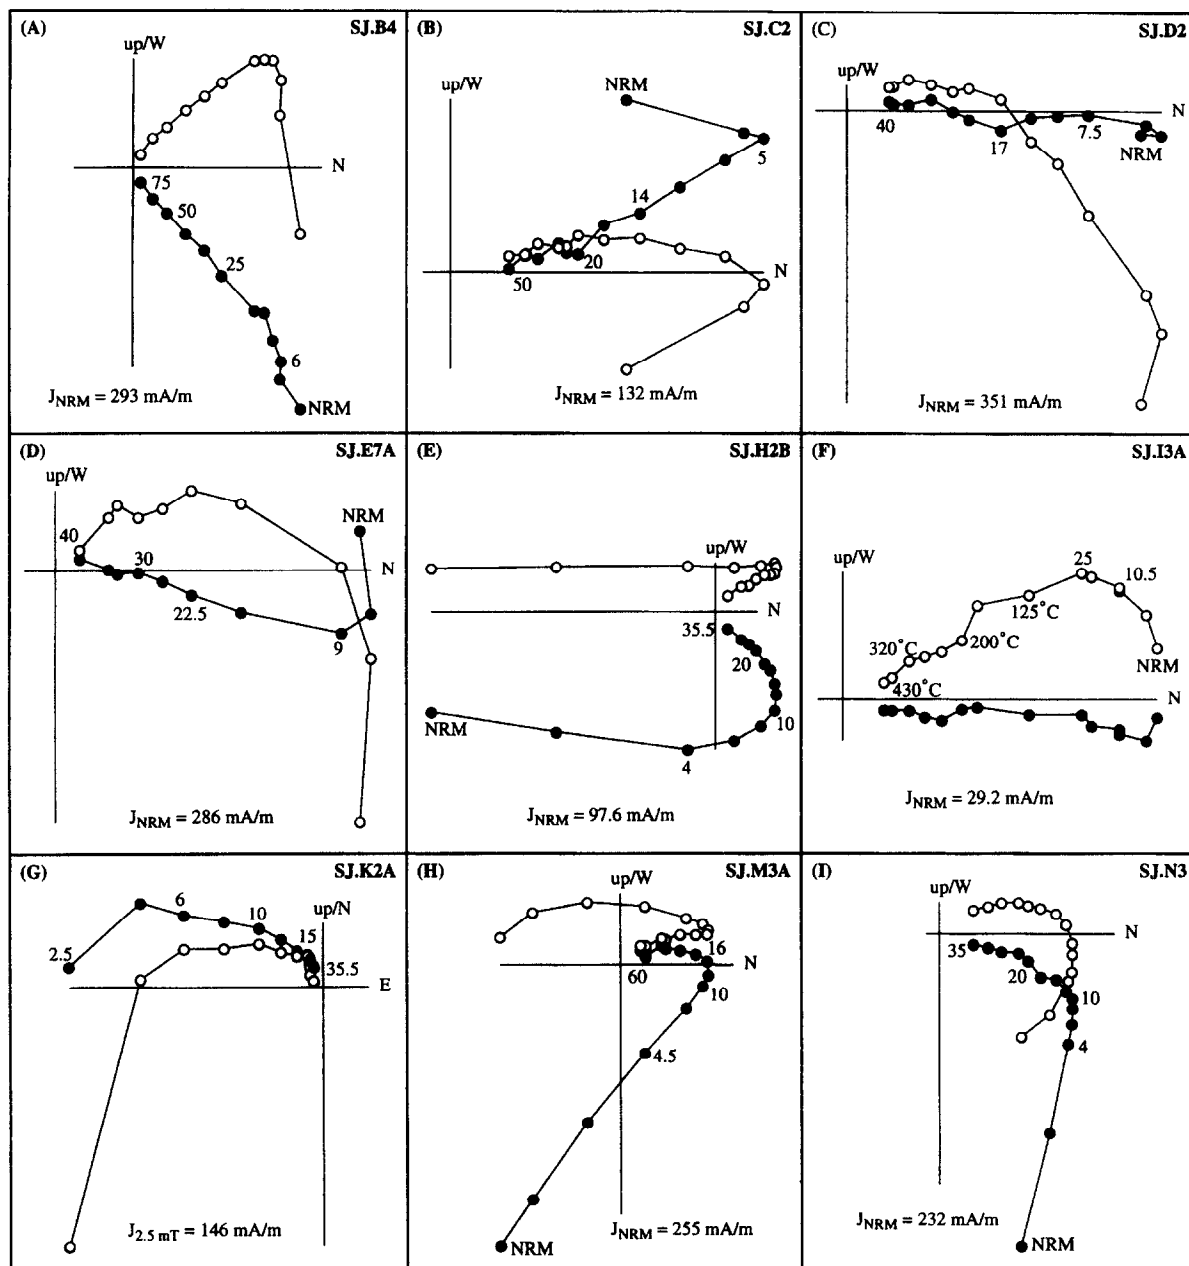 (A) SJ.B4
up/W
N
75
50
25
6
NRM
J_NRM = 293 mA/m
(B) SJ.C2
up/W
NRM
5
14
20
N
50
J_NRM = 132 mA/m
(C) SJ.D2
up/W
N
40
17
7.5
NRM
J_NRM = 351 mA/m
(D) SJ.E7A
up/W
NRM
40
30
N
22.5
9
J_NRM = 286 mA/m
(E) SJ.H2B
up/W
N
35.5
20
NRM
10
4
J_NRM = 97.6 mA/m
(F) SJ.I3A
up/W
25
10.5
125°C
320°C
200°C
NRM
430°C
N
J_NRM = 29.2 mA/m
(G) SJ.K2A
6
10
up/N
15
2.5
35.5
E
J_2.5 mT = 146 mA/m
(H) SJ.M3A
up/W
16
60
N
10
4.5
NRM
J_NRM = 255 mA/m
(I) SJ.N3
up/W
N
35
20
10
4
J_NRM = 232 mA/m
NRM